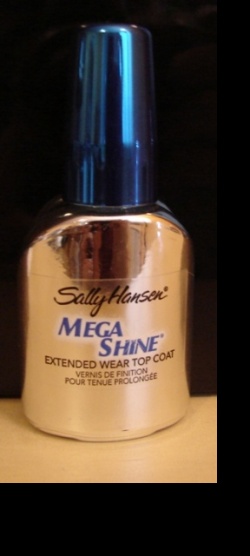 Sally Hansen®
MEGA
SHINE®
EXTENDED WEAR TOP COAT
VERNIS DE FINITION
POUR TENUE PROLONGÉE